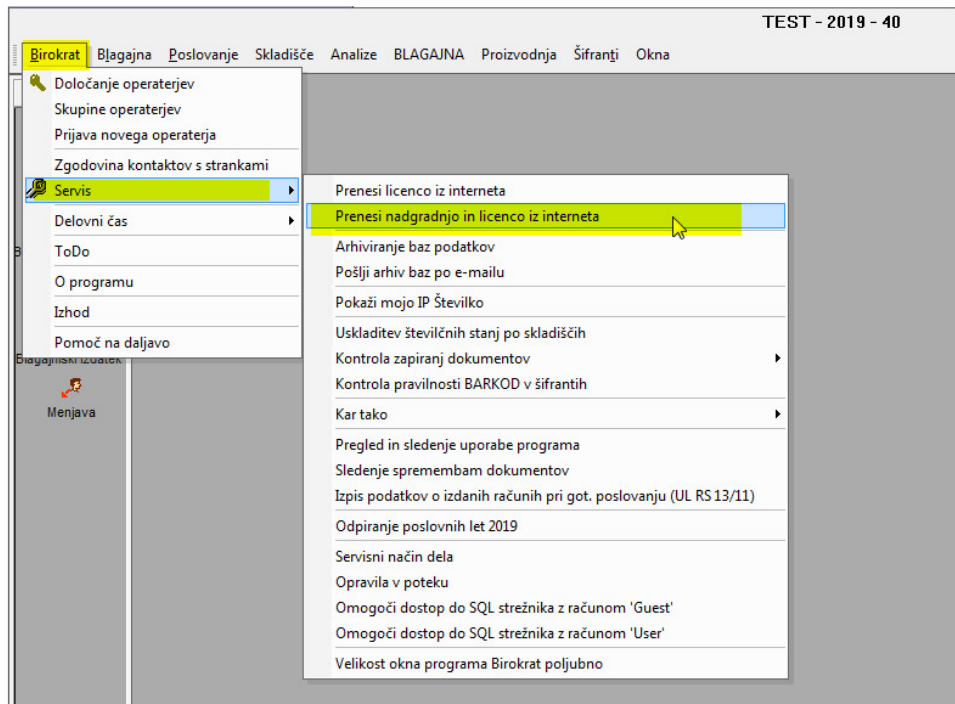 TEST - 2019 - 40
Birokrat Blagajna Poslovanje Skladišče Analize BLAGAJNA Proizvodnja Šifranti Okna
Določanje operaterjev
Skupine operaterjev
Prijava novega operaterja
Zgodovina kontaktov s strankami
Servis
Delovni čas
ToDo
O programu
Izhod
Pomoč na daljavo
Prenesi licenco iz interneta
Prenesi nadgradnjo in licenco iz interneta
Arhiviranje baz podatkov
Pošlji arhiv baz po e-mailu
Pokaži mojo IP Številko
Uskladitev številčnih stanj po skladiščih
Kontrola zapiranj dokumentov
Kontrola pravilnosti BARKOD v šifrantih
Kar tako
Pregled in sledenje uporabe programa
Sledenje spremembam dokumentov
Izpis podatkov o izdanih računih pri got. poslovanju (UL RS 13/11)
Odpiranje poslovnih let 2019
Servisni način dela
Opravila v poteku
Omogoči dostop do SQL strežnika z računom 'Guest'
Omogoči dostop do SQL strežnika z računom 'User'
Velikost okna programa Birokrat poljubno
Blagajniški izdatek
Menjava